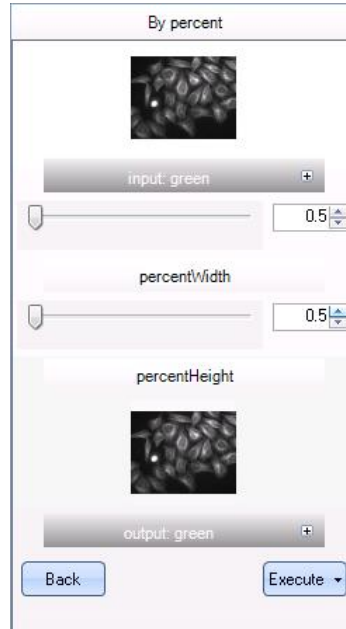 By percent
input: green
0.5
percentWidth
0.5
percentHeight
output: green
Back
Execute